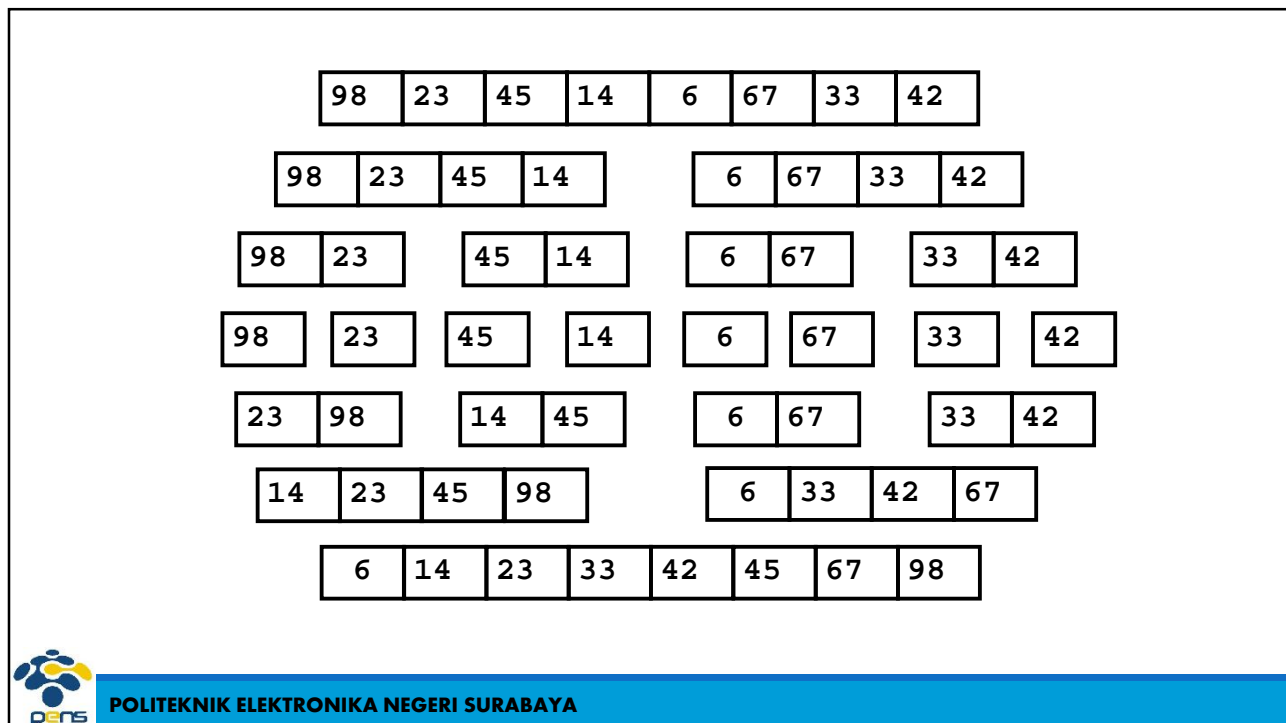 98 23 45 14 6 67 33 42
98 23 45 14 6 67 33 42
98 23 45 14 6 67 33 42
98 23 45 14 6 67 33 42
23 98 14 45 6 67 33 42
14 23 45 98 6 33 42 67
6 14 23 33 42 45 67 98
pens
POLITEKNIK ELEKTRONIKA NEGERI SURABAYA